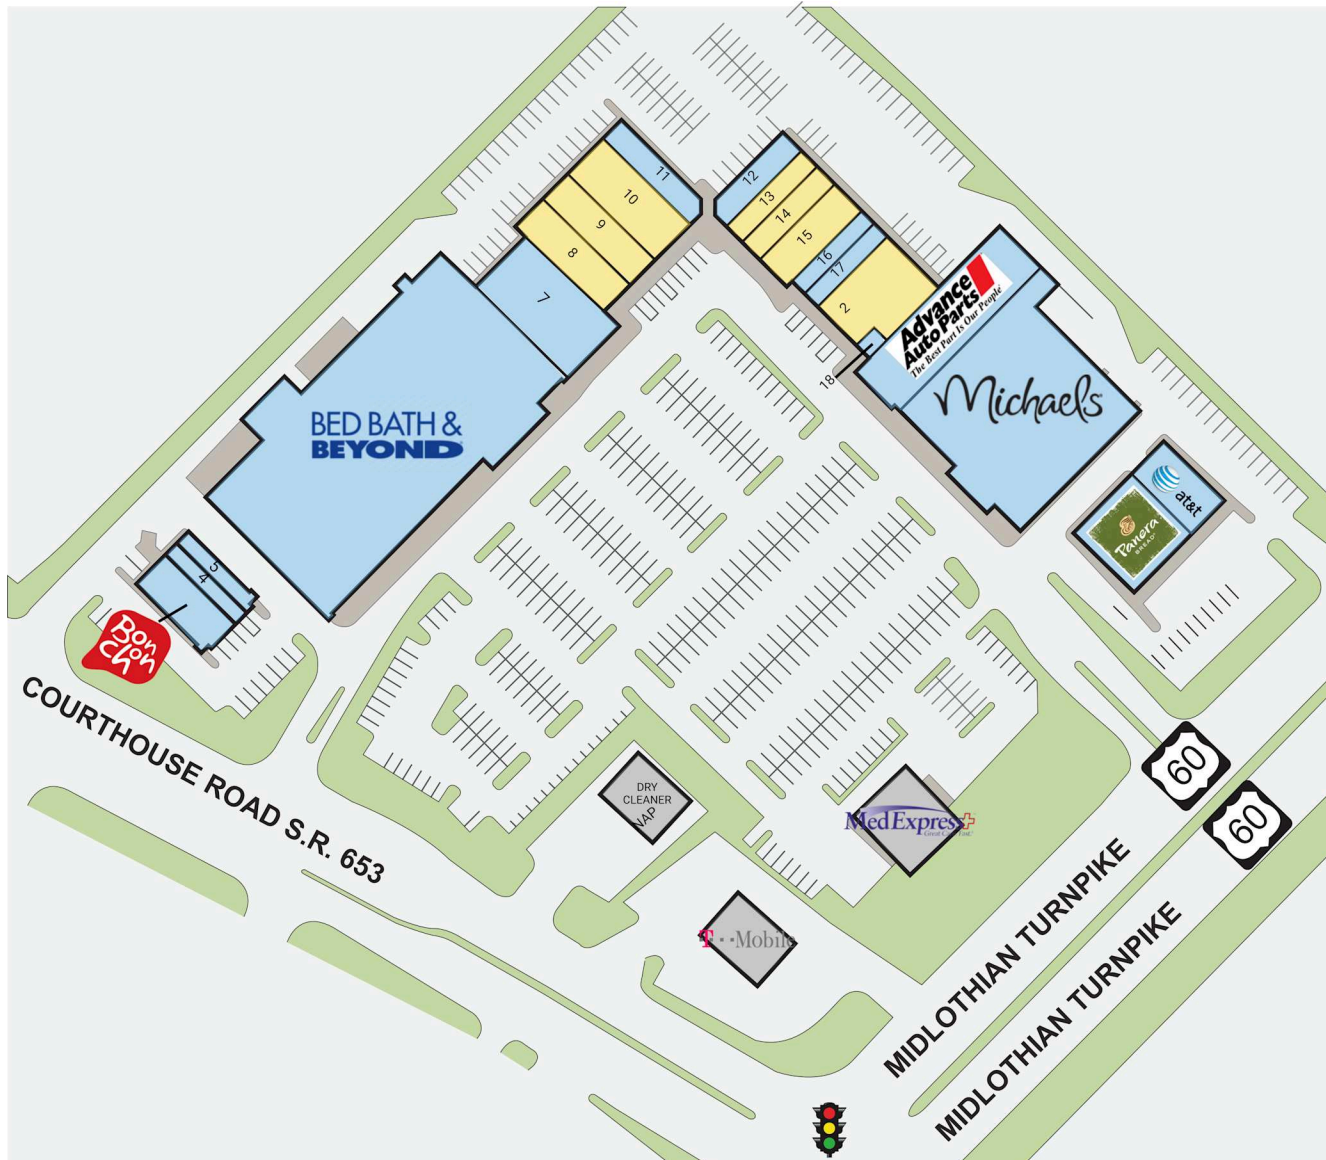 11
10
9
8
7
12
13
14
15
16
17
2
18
Advance
Auto Parts
The Best Part Is Our People
Michaels
BED BATH &
BEYOND
at&t
Panera
BREAD
5
4
Bon
Chon
COURTHOUSE ROAD S.R. 653
DRY
CLEANER
NAP
MedExpress
T··Mobile
60
60
MIDLOTHIAN TURNPIKE
MIDLOTHIAN TURNPIKE